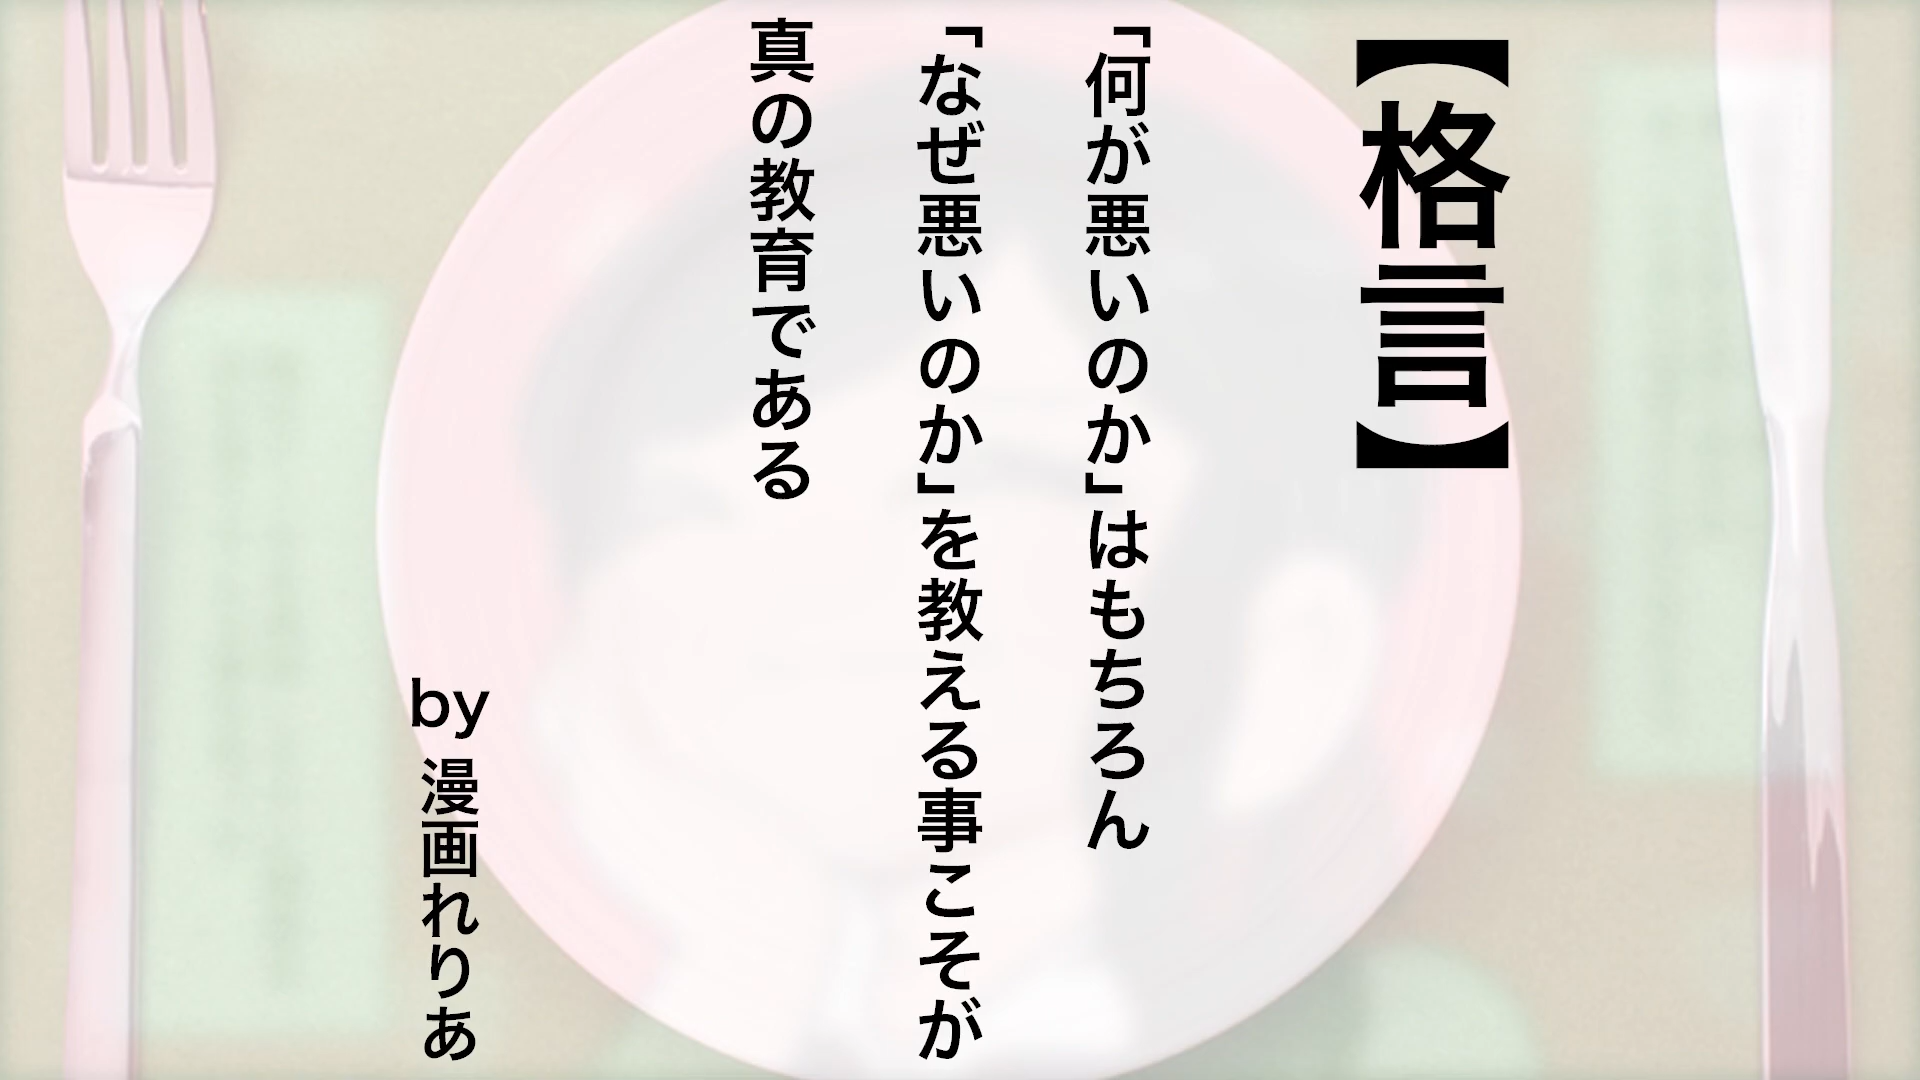 【格言】
「何が悪いのか」はもちろん
「なぜ悪いのか」を教える事こそが
真の教育である
by 漫画れりあ